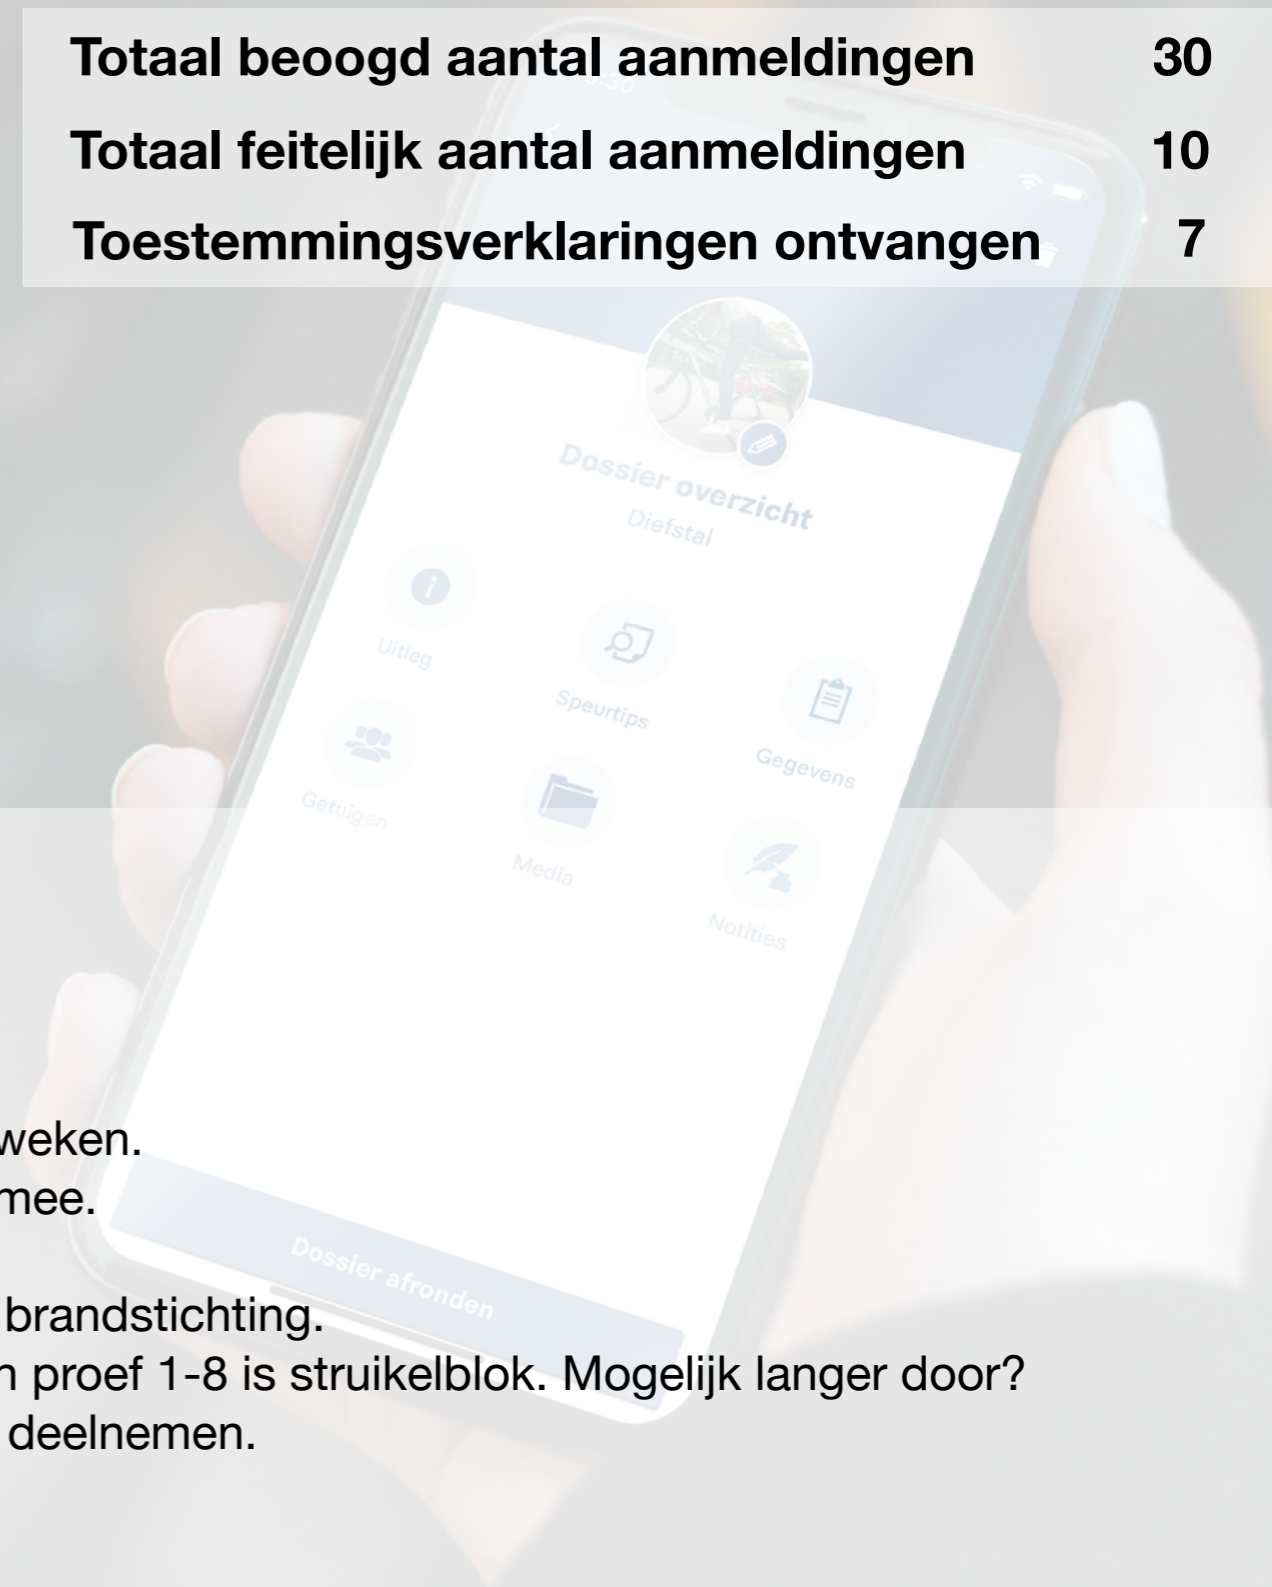 Totaal beoogd aantal aanmeldingen 30
Totaal feitelijk aantal aanmeldingen 10
Toestemmingsverklaringen ontvangen 7
Dossier overzicht
Diefstal
Uitleg
Speurtips
Gegevens
Getuigen
Media
Notities
weken.
mee.
Dossier afronden
brandstichting.
n proef 1-8 is struikelblok. Mogelijk langer door?
deelnemen.